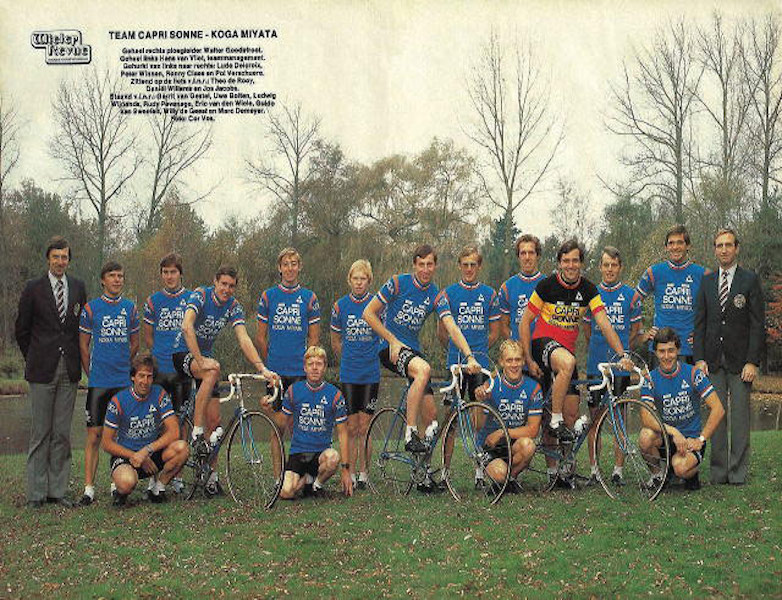 Wieler
Revue
TEAM CAPRI SONNE - KOGA MIYATA
Geheel rechts ploegleider Walter Goodefroot.
Geheel links Hans van Vliet, teammanagement.
Gehurkt van links naar rechts: Ludo Delcroix,
Peter Winnen, Ronny Claes en Pol Verschuere.
Zittend op de fiets v.l.n.r.: Theo de Rooy,
Daniël Willems en Jos Jacobs.
Staand v.l.n.r.: Gerrit van Gestel, Uwe Bolten, Ludwig
Wijnants, Rudy Pevenage, Eric van den Wiele, Guido
van Sweevelt, Willy de Geest en Marc Demeyer.
Foto: Cor Vos.
CAPRI
SONNE
KOGA MIYATA